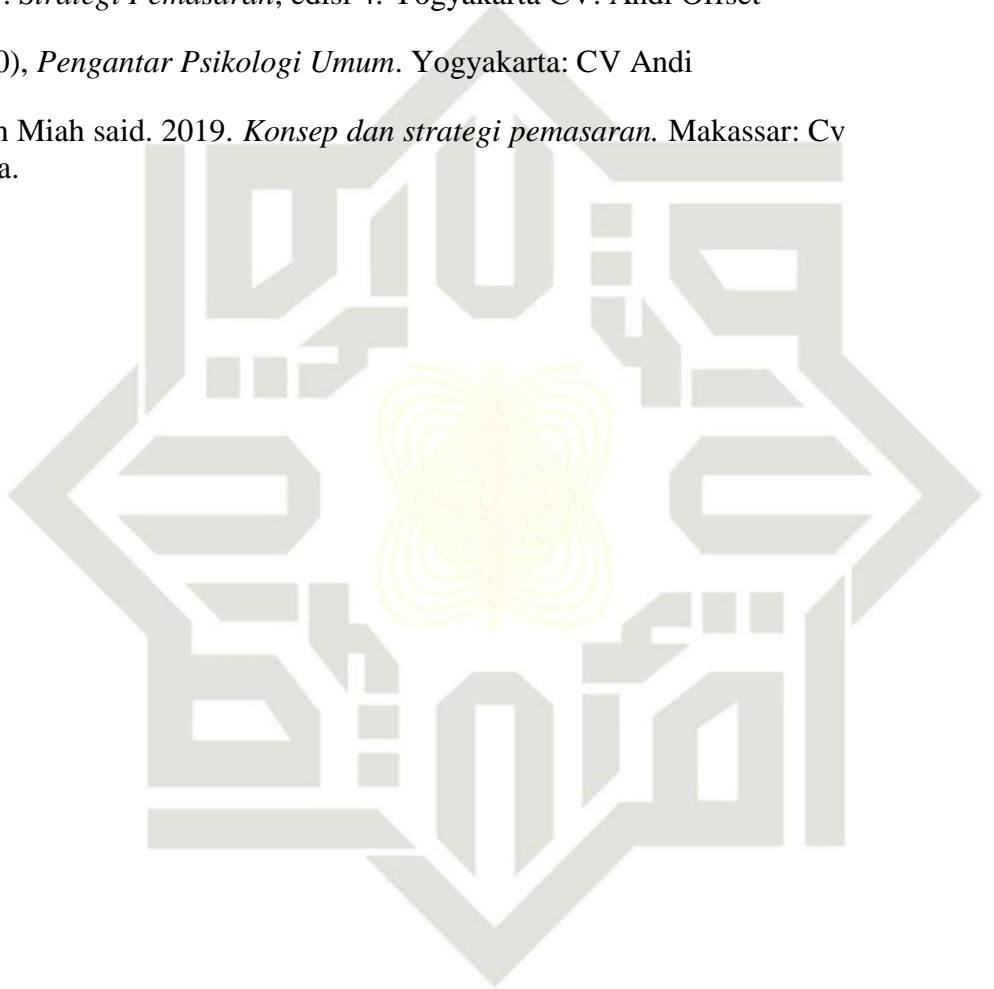 . Strategi Pemasaran, edisi 4. Yogyakarta CV. Andi Offset
0), Pengantar Psikologi Umum. Yogyakarta: CV Andi
n Miah said. 2019. Konsep dan strategi pemasaran. Makassar: Cv
a.